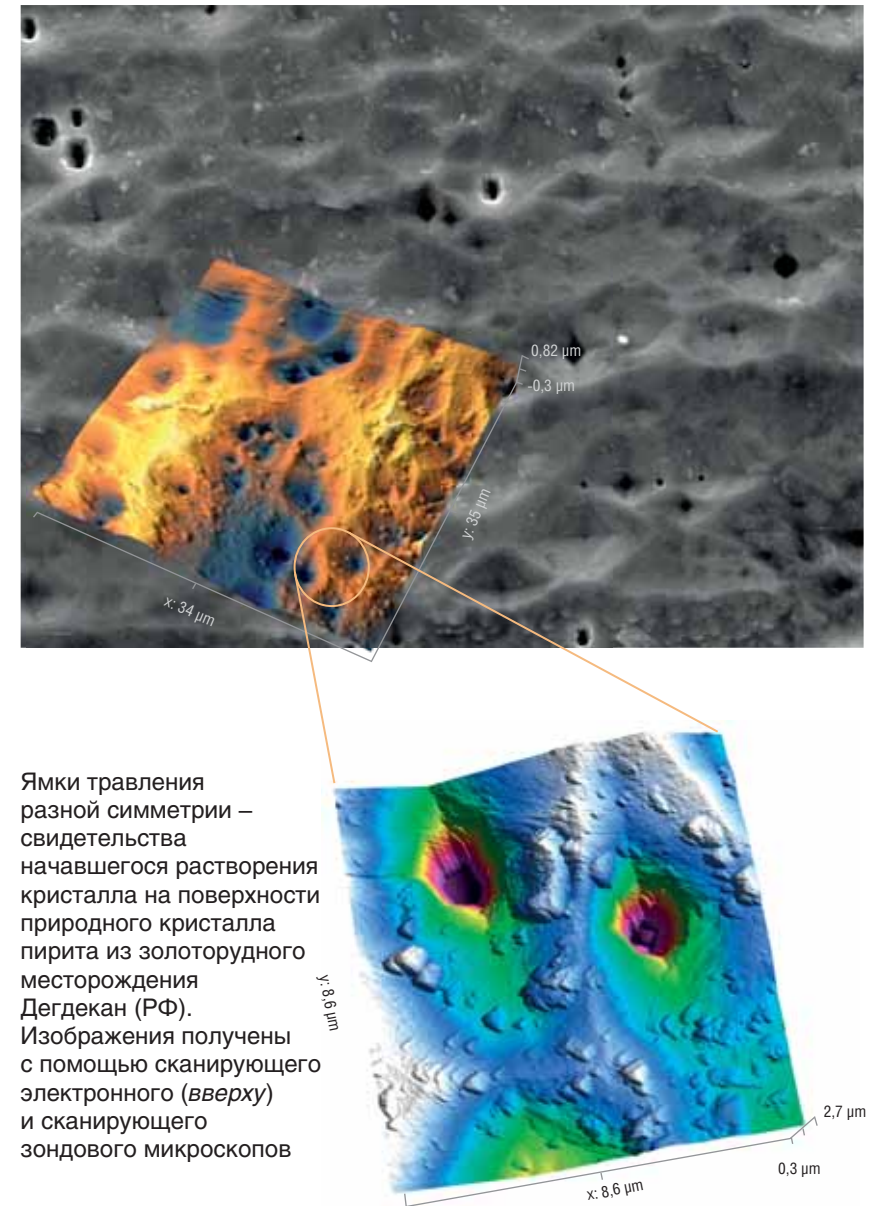 0,82 µm
-0,3 µm
y: 35 µm
x: 34 µm
Ямки травления
разной симметрии –
свидетельства
начавшегося растворения
кристалла на поверхности
природного кристалла
пирита из золоторудного
месторождения
Дегдекан (РФ).
Изображения получены
с помощью сканирующего
электронного (вверху)
и сканирующего
зондового микроскопов
y: 8,6 µm
2,7 µm
0,3 µm
x: 8,6 µm